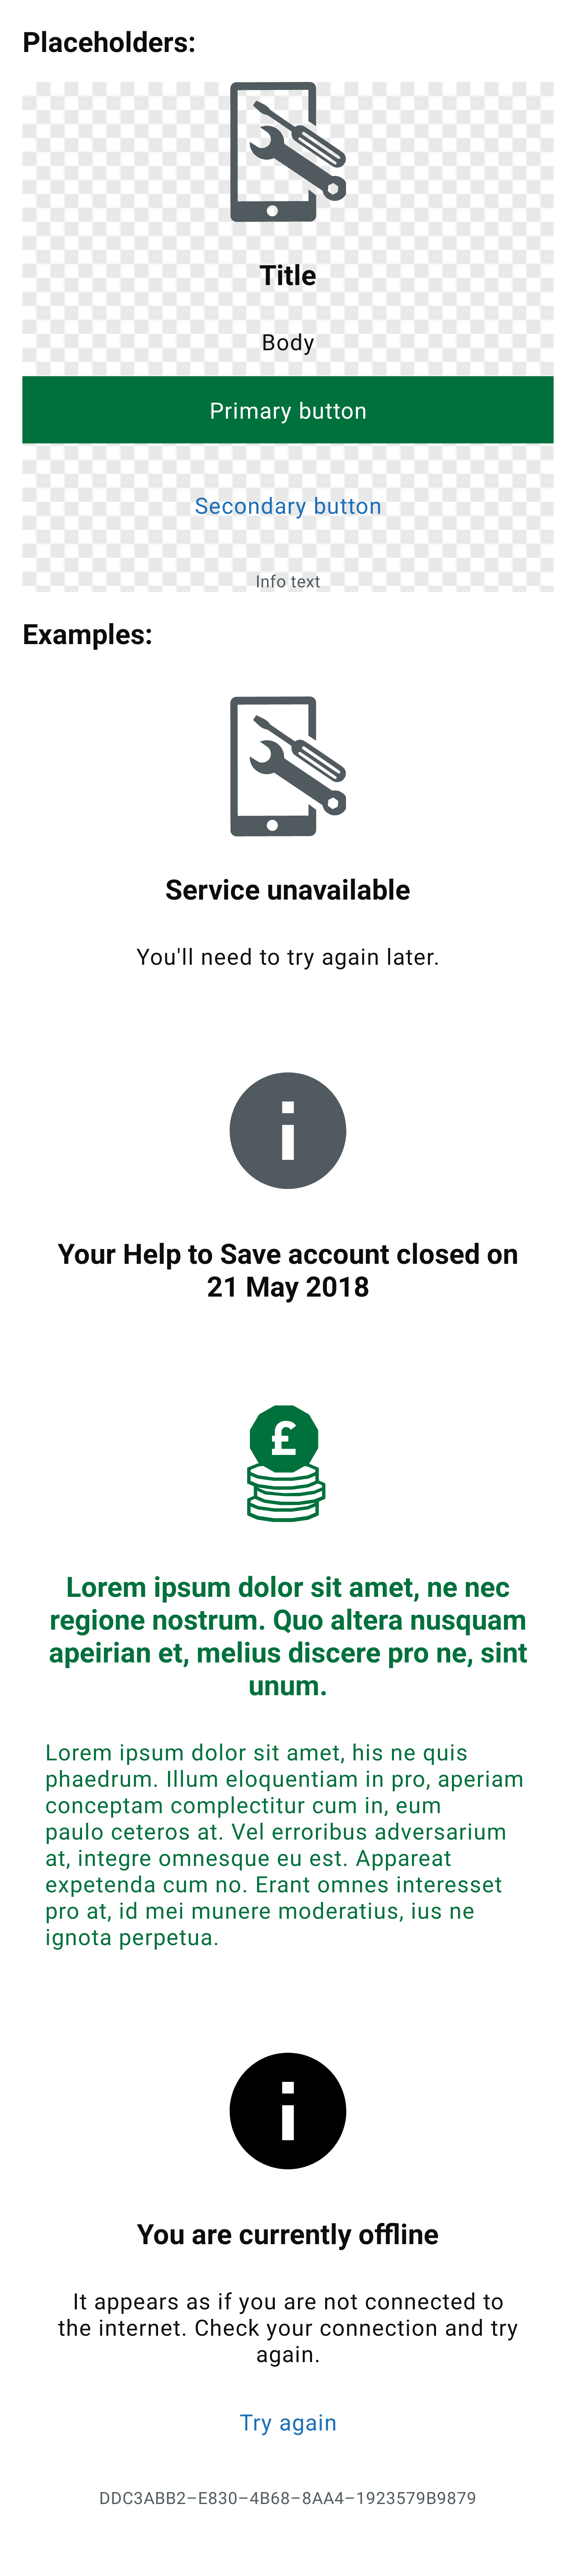 Placeholders:
Title
Body
Primary button
Secondary button
Info text
Examples:
Service unavailable
You'll need to try again later.
Your Help to Save account closed on
21 May 2018
£
Lorem ipsum dolor sit amet, ne nec
regione nostrum. Quo altera nusquam
apeirian et, melius discere pro ne, sint
unum.
Lorem ipsum dolor sit amet, his ne quis
phaedrum. Illum eloquentiam in pro, aperiam
conceptam complectitur cum in, eum
paulo ceteros at. Vel erroribus adversarium
at, integre omnesque eu est. Appareat
expetenda cum no. Erant omnes interesset
pro at, id mei munere moderatius, ius ne
ignota perpetua.
You are currently offline
It appears as if you are not connected to
the internet. Check your connection and try
again.
Try again
DDC3ABB2–E830–4B68–8AA4–1923579B9879